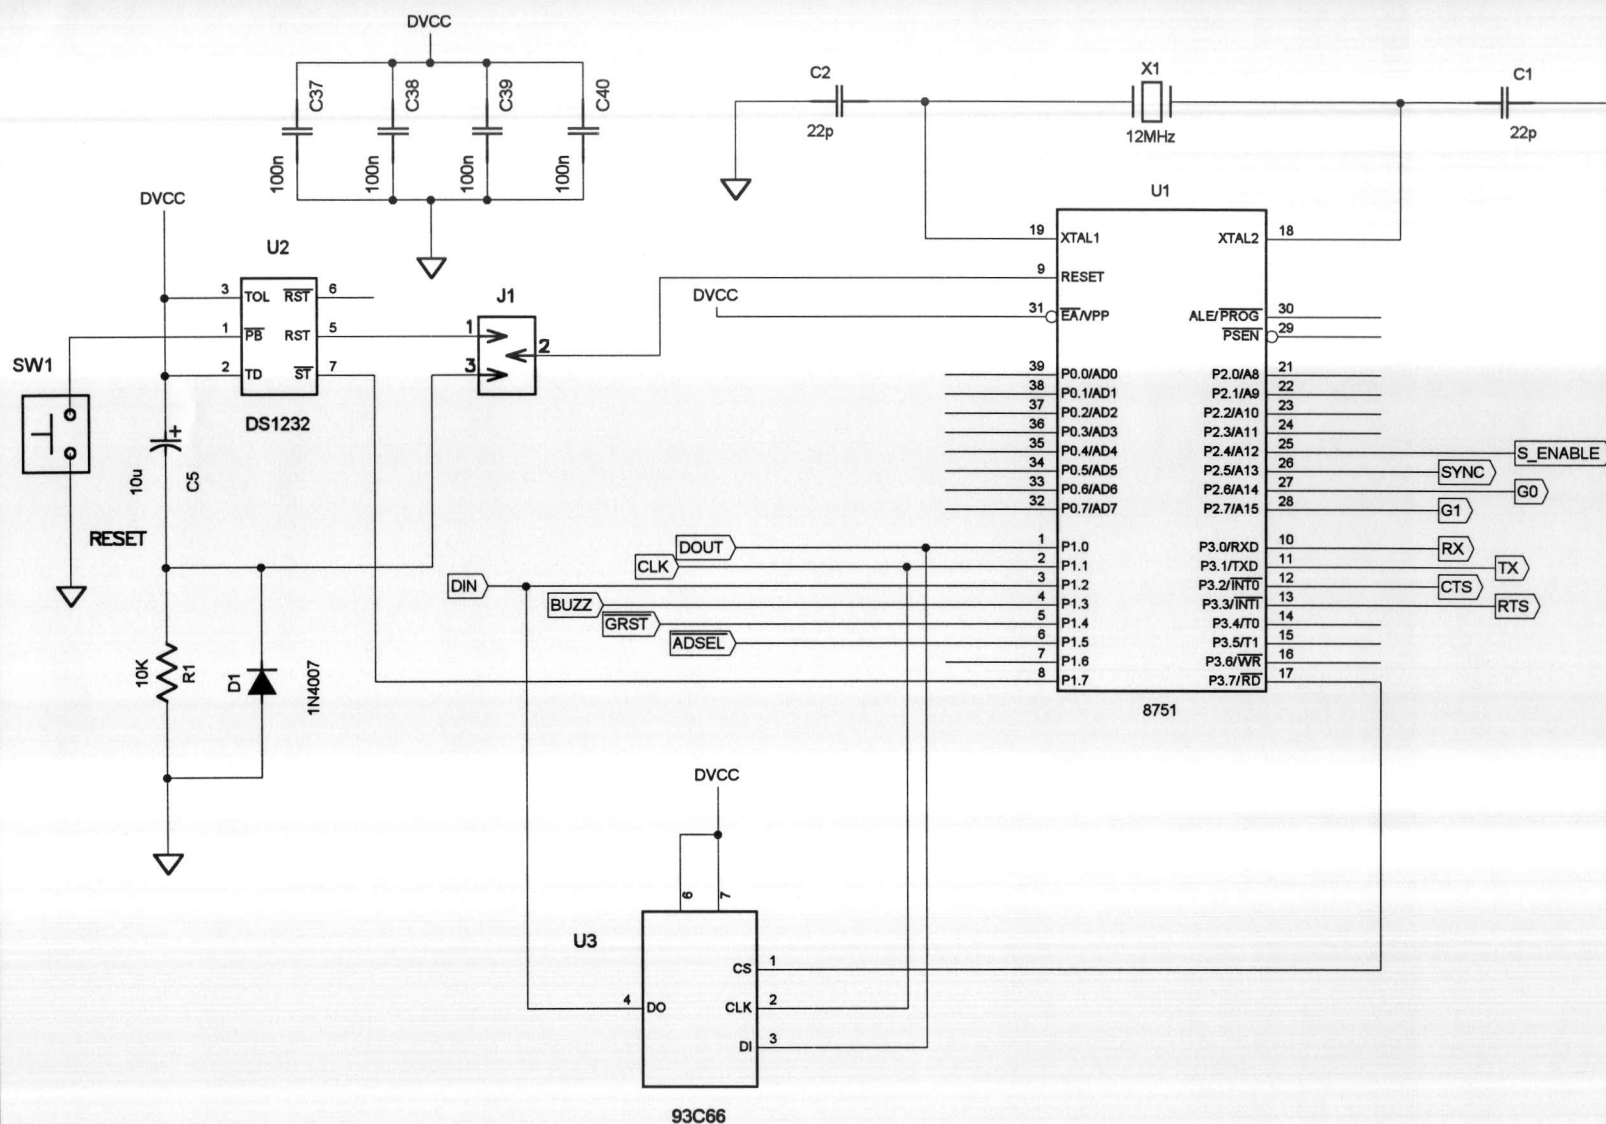 DVCC
C37
C38
C39
C40
100n
100n
100n
100n
C2
22p
X1
12MHz
C1
22p
DVCC
U2
3 TOL RST 6
1 PB RST 5
2 TD ST 7
DS1232
J1
1
2
3
SW1
RESET
10u
+
C5
10K
R1
D1
1N4007
DVCC
U1
19 XTAL1 XTAL2 18
9 RESET
31 EA/VPP ALE/PROG 30
PSEN 29
39 P0.0/AD0 P2.0/A8 21
38 P0.1/AD1 P2.1/A9 22
37 P0.2/AD2 P2.2/A10 23
36 P0.3/AD3 P2.3/A11 24
35 P0.4/AD4 P2.4/A12 25 S_ENABLE
34 P0.5/AD5 P2.5/A13 26 SYNC
33 P0.6/AD6 P2.6/A14 27 G0
32 P0.7/AD7 P2.7/A15 28 G1
DOUT 1 P1.0 P3.0/RXD 10 RX
CLK 2 P1.1 P3.1/TXD 11 TX
DIN 3 P1.2 P3.2/INT0 12 CTS
BUZZ 4 P1.3 P3.3/INTI 13 RTS
GRST 5 P1.4 P3.4/T0 14
ADSEL 6 P1.5 P3.5/T1 15
7 P1.6 P3.6/WR 16
8 P1.7 P3.7/RD 17
8751
DVCC
6
7
U3
CS 1
4 DO CLK 2
DI 3
93C66